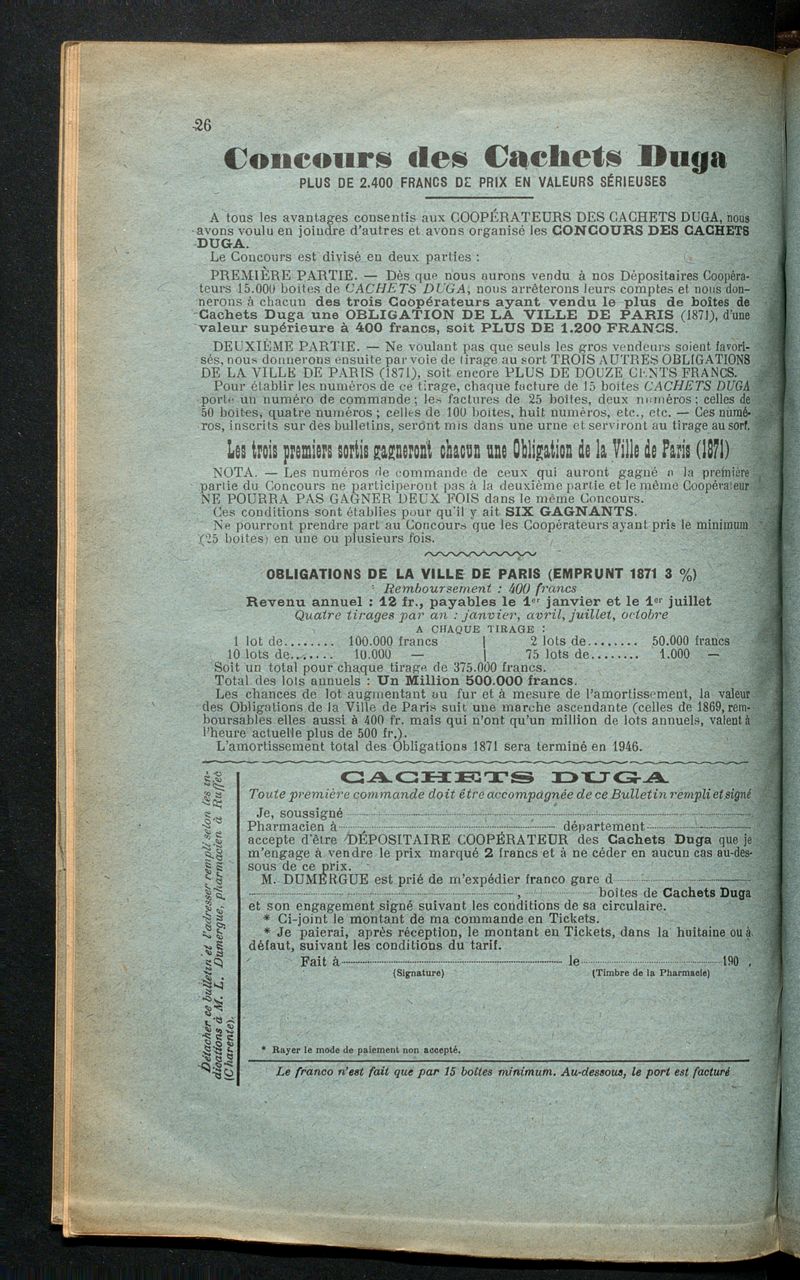 26
Concours des Cachets Duga
PLUS DE 2.400 FRANCS DE PRIX EN VALEURS SÉRIEUSES
A tous les avantages consentis aux COOPÉRATEURS DES CACHETS DUGA, nous
avons voulu en joindre d'autres et avons organisé les CONCOURS DES CACHETS
DUGA.
Le Concours est divisé en deux parties :
PREMIÈRE PARTIE. — Dès que nous aurons vendu à nos Dépositaires Coopéra-
teurs 15.000 boîtes de CACHETS DUGA, nous arrêterons leurs comptes et nous don-
nerons à chacun des trois Coopérateurs ayant vendu le plus de boîtes de
Cachets Duga une OBLIGATION DE LA VILLE DE PARIS (1871), d'une
valeur supérieure à 400 francs, soit PLUS DE 1.200 FRANCS.
DEUXIÈME PARTIE. — Ne voulant pas que seuls les gros vendeurs soient favori-
sés, nous donnerons ensuite par voie de tirage au sort TROIS AUTRES OBLIGATIONS
DE LA VILLE DE PARIS (1871), soit encore PLUS DE DOUZE CENTS FRANCS.
Pour établir les numéros de ce tirage, chaque facture de 15 boîtes CACHETS DUGA
porte un numéro de commande ; les factures de 25 boîtes, deux numéros ; celles de
50 boîtes, quatre numéros ; celles de 100 boîtes, huit numéros, etc., etc. — Ces numé-
ros, inscrits sur des bulletins, seront mis dans une urne et serviront au tirage au sort.
Les trois premiers sortis gagneront chacun une Obligation de la Ville de Paris (1871)
NOTA. — Les numéros de commande de ceux qui auront gagné à la première
partie du Concours ne participeront pas à la deuxième partie et le même Coopérateur
NE POURRA PAS GAGNER DEUX FOIS dans le même Concours.
Ces conditions sont établies pour qu'il y ait SIX GAGNANTS.
Ne pourront prendre part au Concours que les Coopérateurs ayant pris le minimum
(25 boîtes) en une ou plusieurs fois.
OBLIGATIONS DE LA VILLE DE PARIS (EMPRUNT 1871 3 %)
Remboursement : 400 francs
Revenu annuel : 12 fr., payables le 1er janvier et le 1er juillet
Quatre tirages par an : janvier, avril, juillet, octobre
A CHAQUE TIRAGE :
1 lot de........ 100.000 francs | 2 lots de........ 50.000 francs
10 lots de........ 10.000 — | 75 lots de........ 1.000 —
Soit un total pour chaque tirage de 375.000 francs.
Total des lots annuels : Un Million 500.000 francs.
Les chances de lot augmentant au fur et à mesure de l'amortissement, la valeur
des Obligations de la Ville de Paris suit une marche ascendante (celles de 1869, rem-
boursables elles aussi à 400 fr. mais qui n'ont qu'un million de lots annuels, valent à
l'heure actuelle plus de 500 fr.).
L'amortissement total des Obligations 1871 sera terminé en 1946.
Détacher ce bulletin et l'adresser rempli selon les in-
dications à M. L. Dumergue, pharmacien à Ruffec
(Charente).
CACHETS DUGA
Toute première commande doit être accompagnée de ce Bulletin rempli et signé
Je, soussigné
Pharmacien à département
accepte d'être DÉPOSITAIRE COOPÉRATEUR des Cachets Duga que je
m'engage à vendre le prix marqué 2 francs et à ne céder en aucun cas au-des-
sous de ce prix.
M. DUMERGUE est prié de m'expédier franco gare d
, boîtes de Cachets Duga
et son engagement signé suivant les conditions de sa circulaire.
* Ci-joint le montant de ma commande en Tickets.
* Je paierai, après réception, le montant en Tickets, dans la huitaine ou à
défaut, suivant les conditions du tarif.
Fait à le 190 .
(Signature) (Timbre de la Pharmacie)
* Rayer le mode de paiement non accepté.
Le franco n'est fait que par 15 boîtes minimum. Au-dessous, le port est facturé